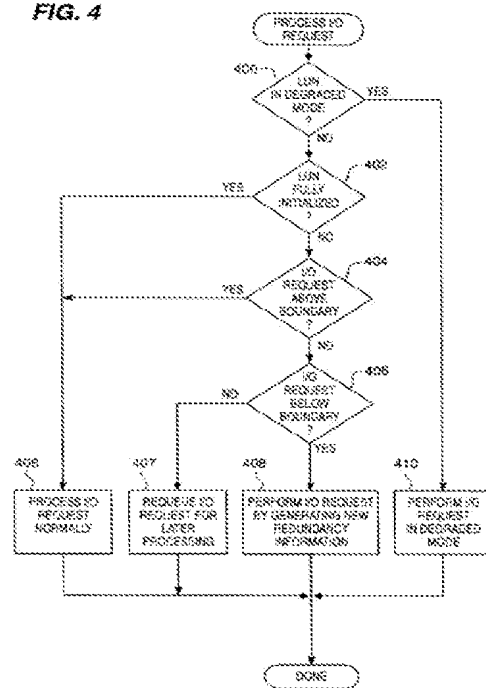 FIG. 4
PROCESS I/O
REQUEST
400
LUN
IN DEGRADED
MODE
?
YES
NO
402
LUN
FULLY
INITIALIZED
?
YES
NO
404
I/O
REQUEST
ABOVE
BOUNDARY
?
YES
NO
405
I/O
REQUEST
BELOW
BOUNDARY
?
NO
YES
406
PROCESS I/O
REQUEST
NORMALLY
407
REQUEUE I/O
REQUEST FOR
LATER
PROCESSING
408
PERFORM I/O REQUEST
BY GENERATING NEW
REDUNDANCY
INFORMATION
410
PERFORM I/O
REQUEST
IN DEGRADED
MODE
DONE